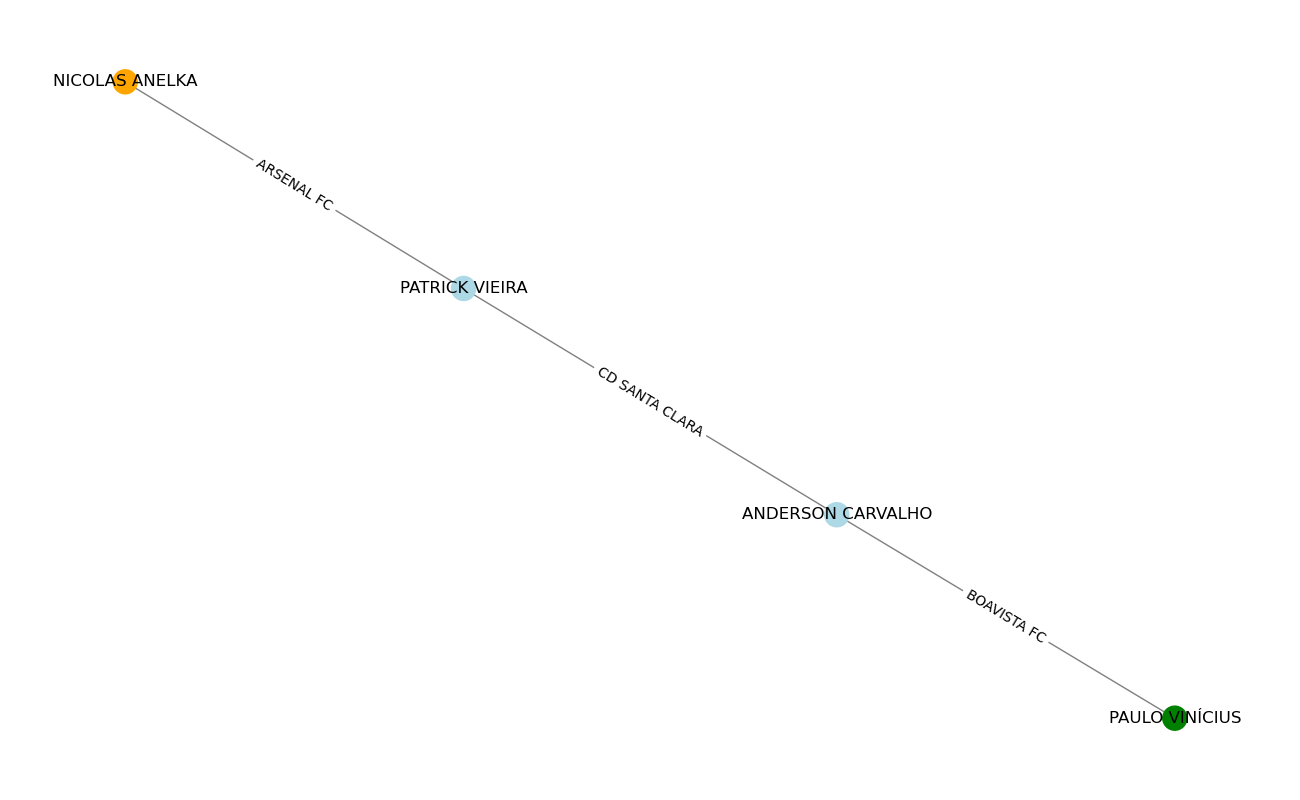 NICOLAS ANELKA
ARSENAL FC
PATRICK VIEIRA
CD SANTA CLARA
ANDERSON CARVALHO
BOAVISTA FC
PAULO VINÍCIUS